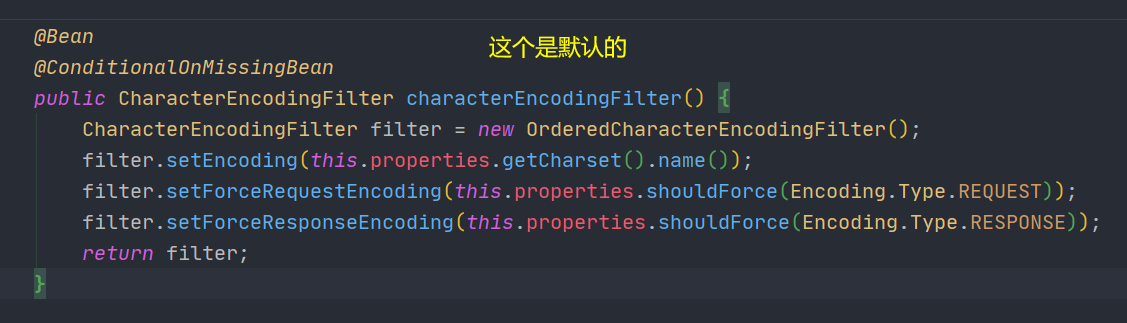 @Bean
这个是默认的
@ConditionalOnMissingBean
public CharacterEncodingFilter characterEncodingFilter() {
    CharacterEncodingFilter filter = new OrderedCharacterEncodingFilter();
    filter.setEncoding(this.properties.getCharset().name());
    filter.setForceRequestEncoding(this.properties.shouldForce(Encoding.Type.REQUEST));
    filter.setForceResponseEncoding(this.properties.shouldForce(Encoding.Type.RESPONSE));
    return filter;
}